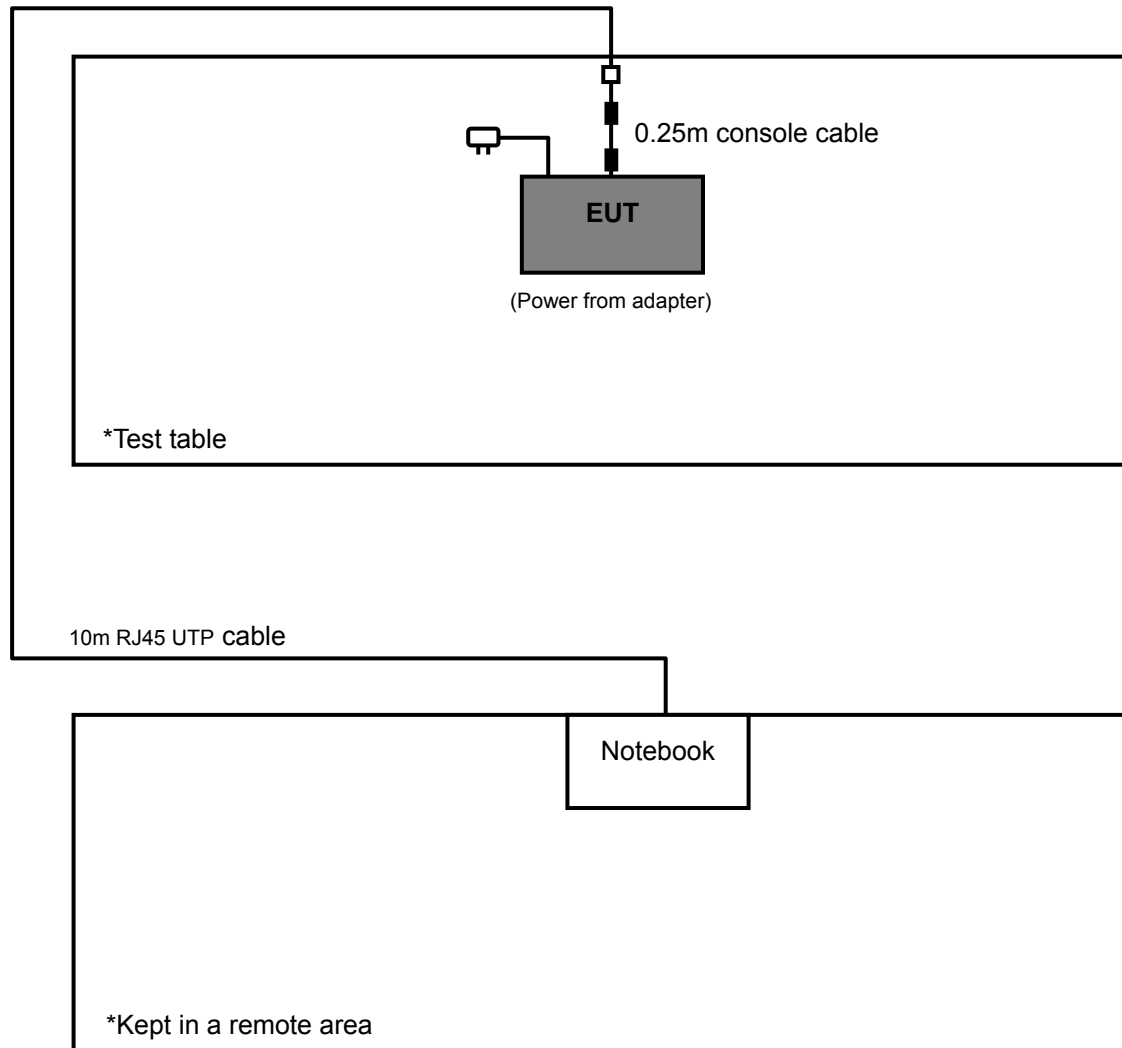 0.25m console cable
EUT
(Power from adapter)
*Test table
10m RJ45 UTP cable
Notebook
*Kept in a remote area